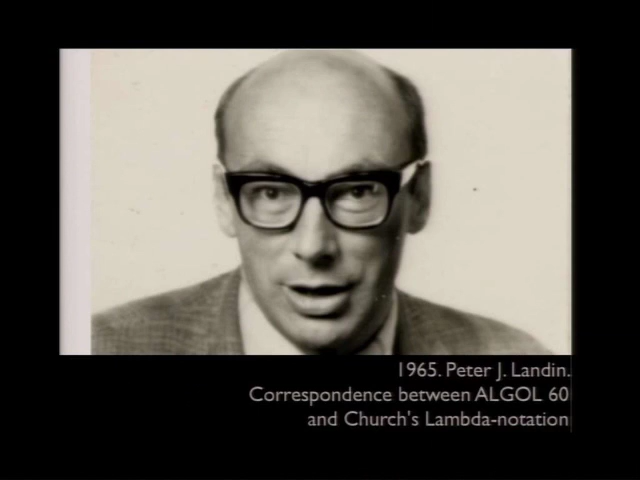 1965. Peter J. Landin.
Correspondence between ALGOL 60
and Church's Lambda-notation